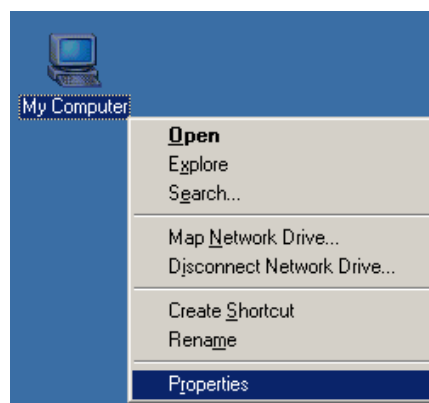 My Computer
Open
Explore
Search...
Map Network Drive...
Disconnect Network Drive...
Create Shortcut
Rename
Properties